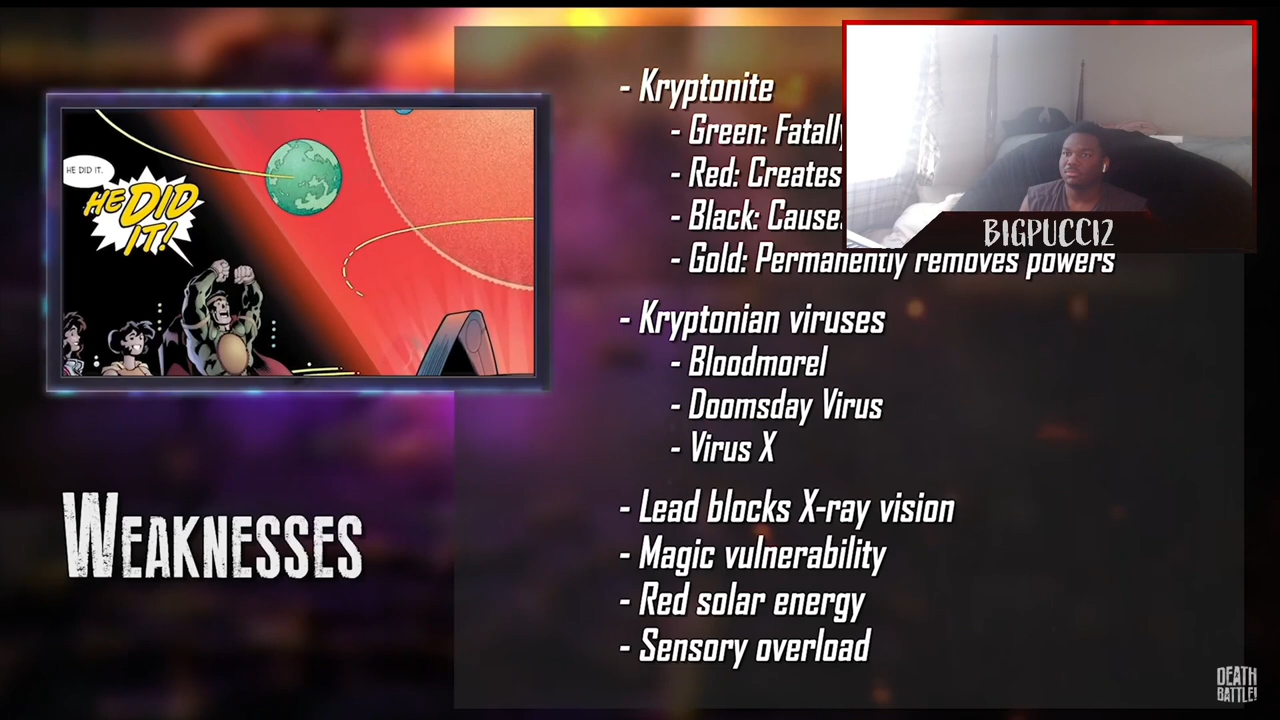 HE DID IT.
HE DID
IT!
WEAKNESSES
- Kryptonite
- Green: Fatally
- Red: Creates
- Black:
- Gold: Permanently removes powers
- Kryptonian viruses
- Bloodmorel
- Doomsday Virus
- Virus X
- Lead blocks X-ray vision
- Magic vulnerability
- Red solar energy
- Sensory overload
BIGPUCCI2
DEATH
BATTLE!